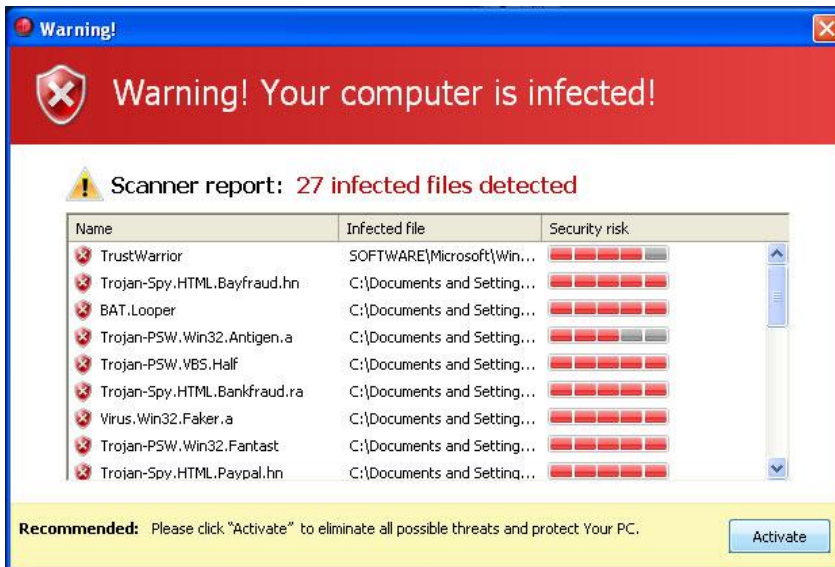 Warning!
Warning! Your computer is infected!
Scanner report: 27 infected files detected
Name Infected file Security risk
TrustWarrior SOFTWARE\Microsoft\Win...
Trojan-Spy.HTML.Bayfraud.hn C:\Documents and Setting...
BAT.Looper C:\Documents and Setting...
Trojan-PSW.Win32.Antigen.a C:\Documents and Setting...
Trojan-PSW.VBS.Half C:\Documents and Setting...
Trojan-Spy.HTML.Bankfraud.ra C:\Documents and Setting...
Virus.Win32.Faker.a C:\Documents and Setting...
Trojan-PSW.Win32.Fantast C:\Documents and Setting...
Trojan-Spy.HTML.Paypal.hn C:\Documents and Setting...
Recommended: Please click "Activate" to eliminate all possible threats and protect Your PC.
Activate